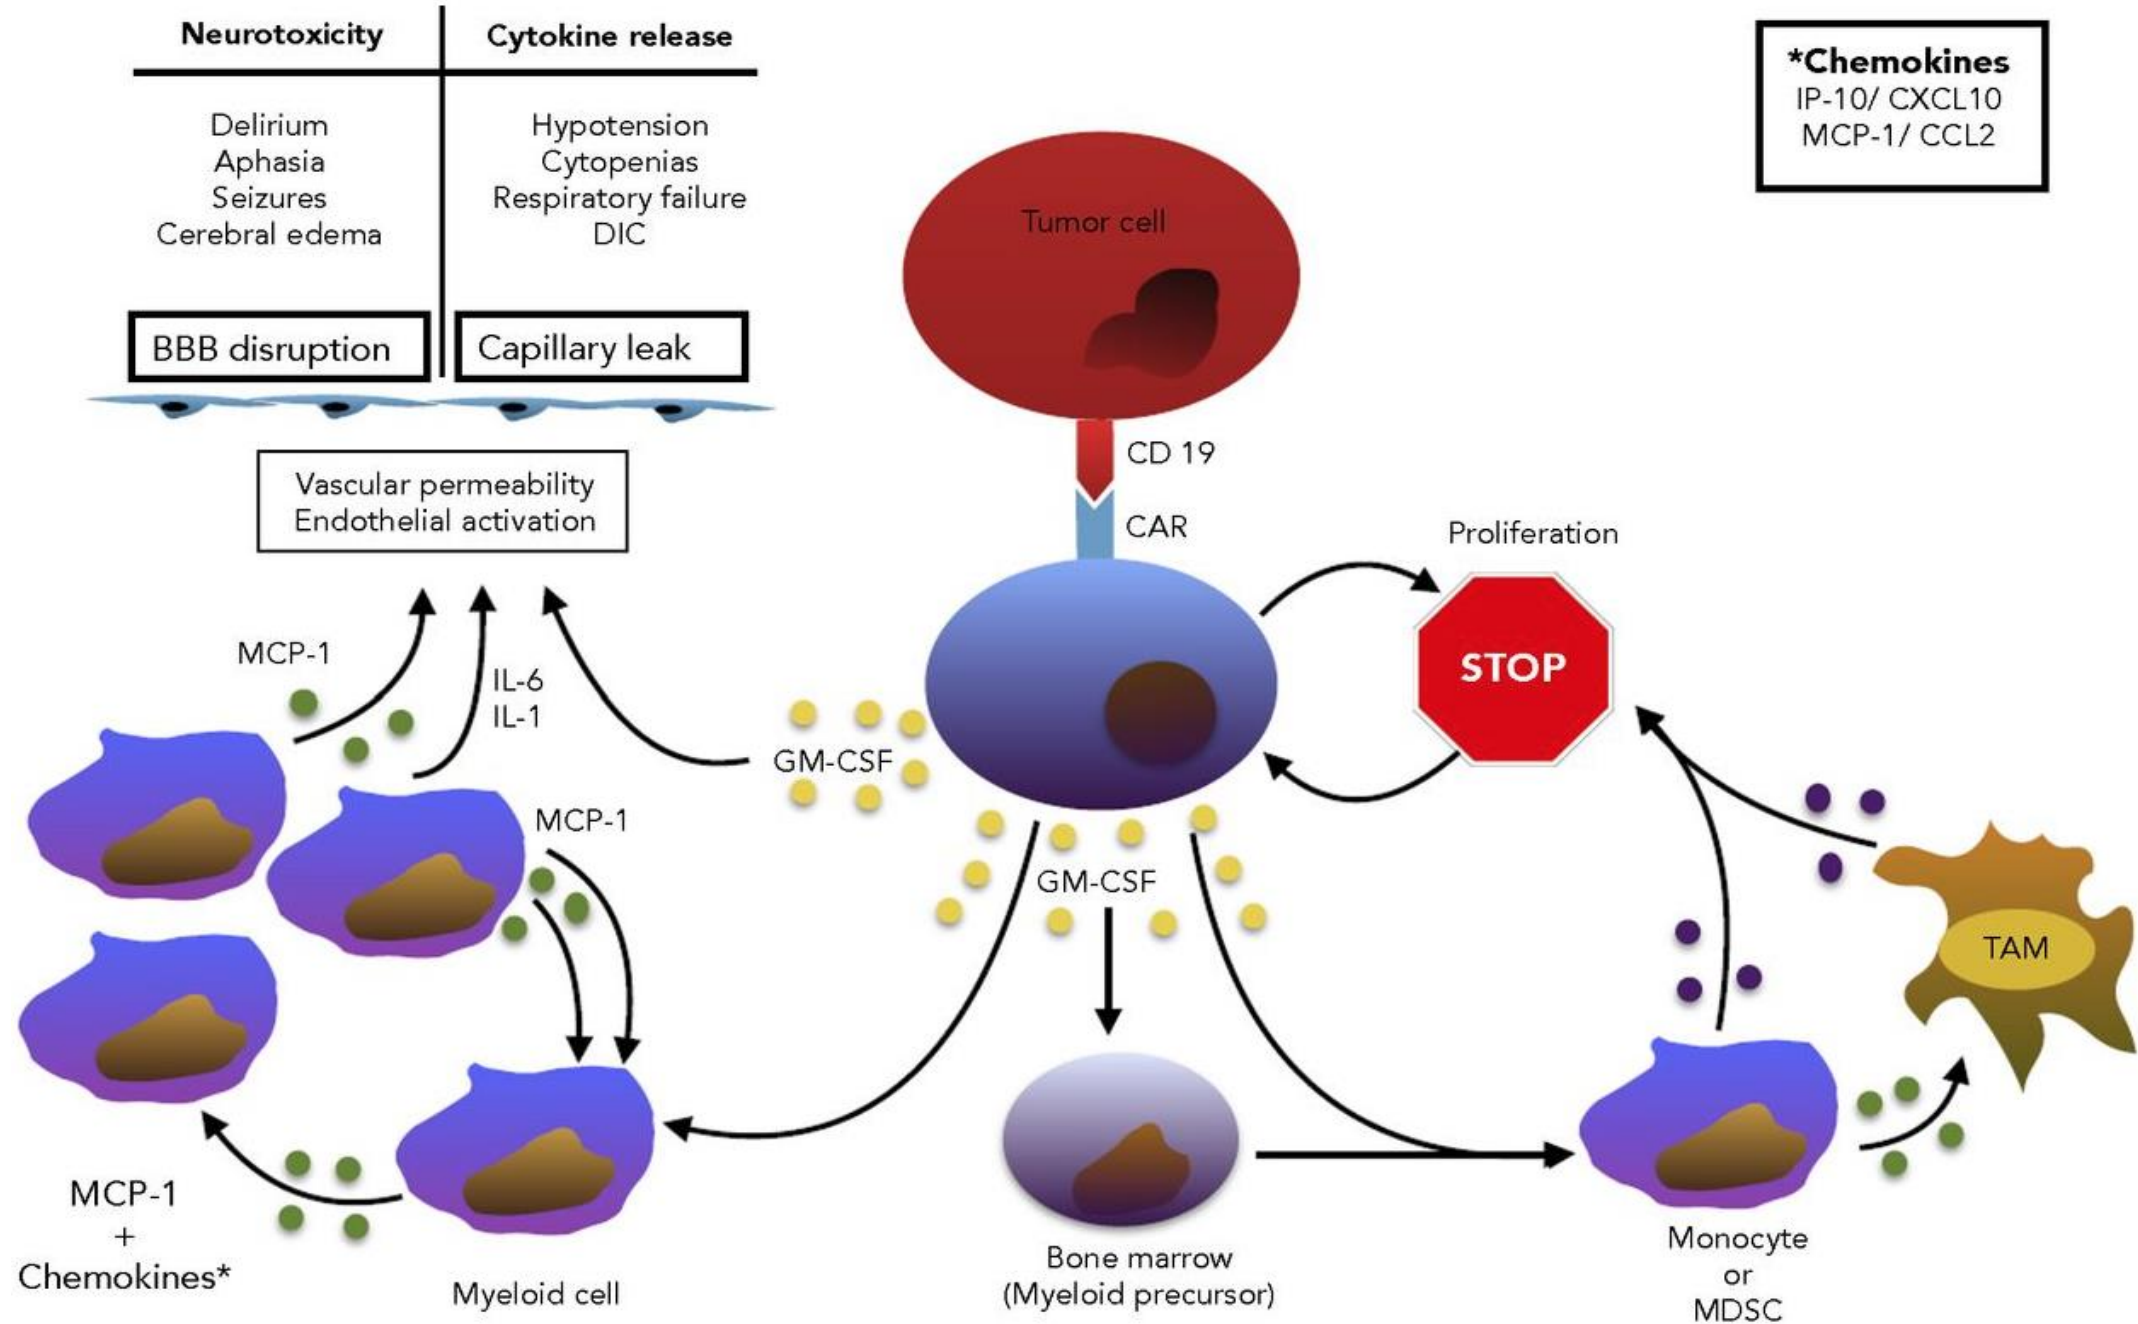 Neurotoxicity
Cytokine release
Delirium
Aphasia
Seizures
Cerebral edema
Hypotension
Cytopenias
Respiratory failure
DIC
BBB disruption
Capillary leak
Vascular permeability
Endothelial activation
*Chemokines
IP-10/ CXCL10
MCP-1/ CCL2
Tumor cell
CD 19
CAR
Proliferation
STOP
MCP-1
IL-6
IL-1
GM-CSF
MCP-1
GM-CSF
TAM
MCP-1
+
Chemokines*
Myeloid cell
Bone marrow
(Myeloid precursor)
Monocyte
or
MDSC